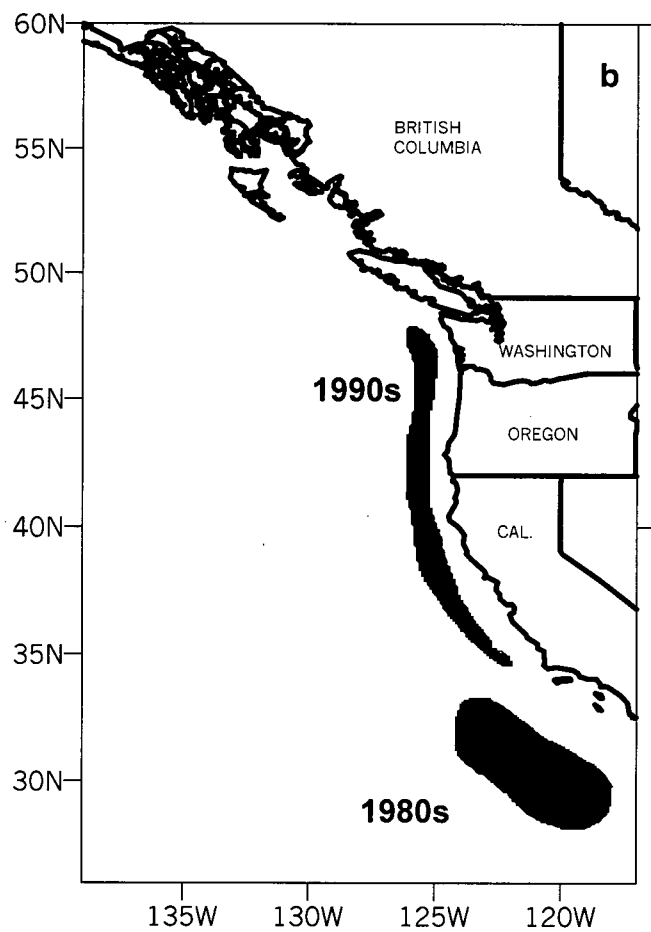 60N
b
BRITISH
COLUMBIA
55N
50N
WASHINGTON
1990s
45N
OREGON
40N
CAL.
35N
30N
1980s
135W 130W 125W 120W